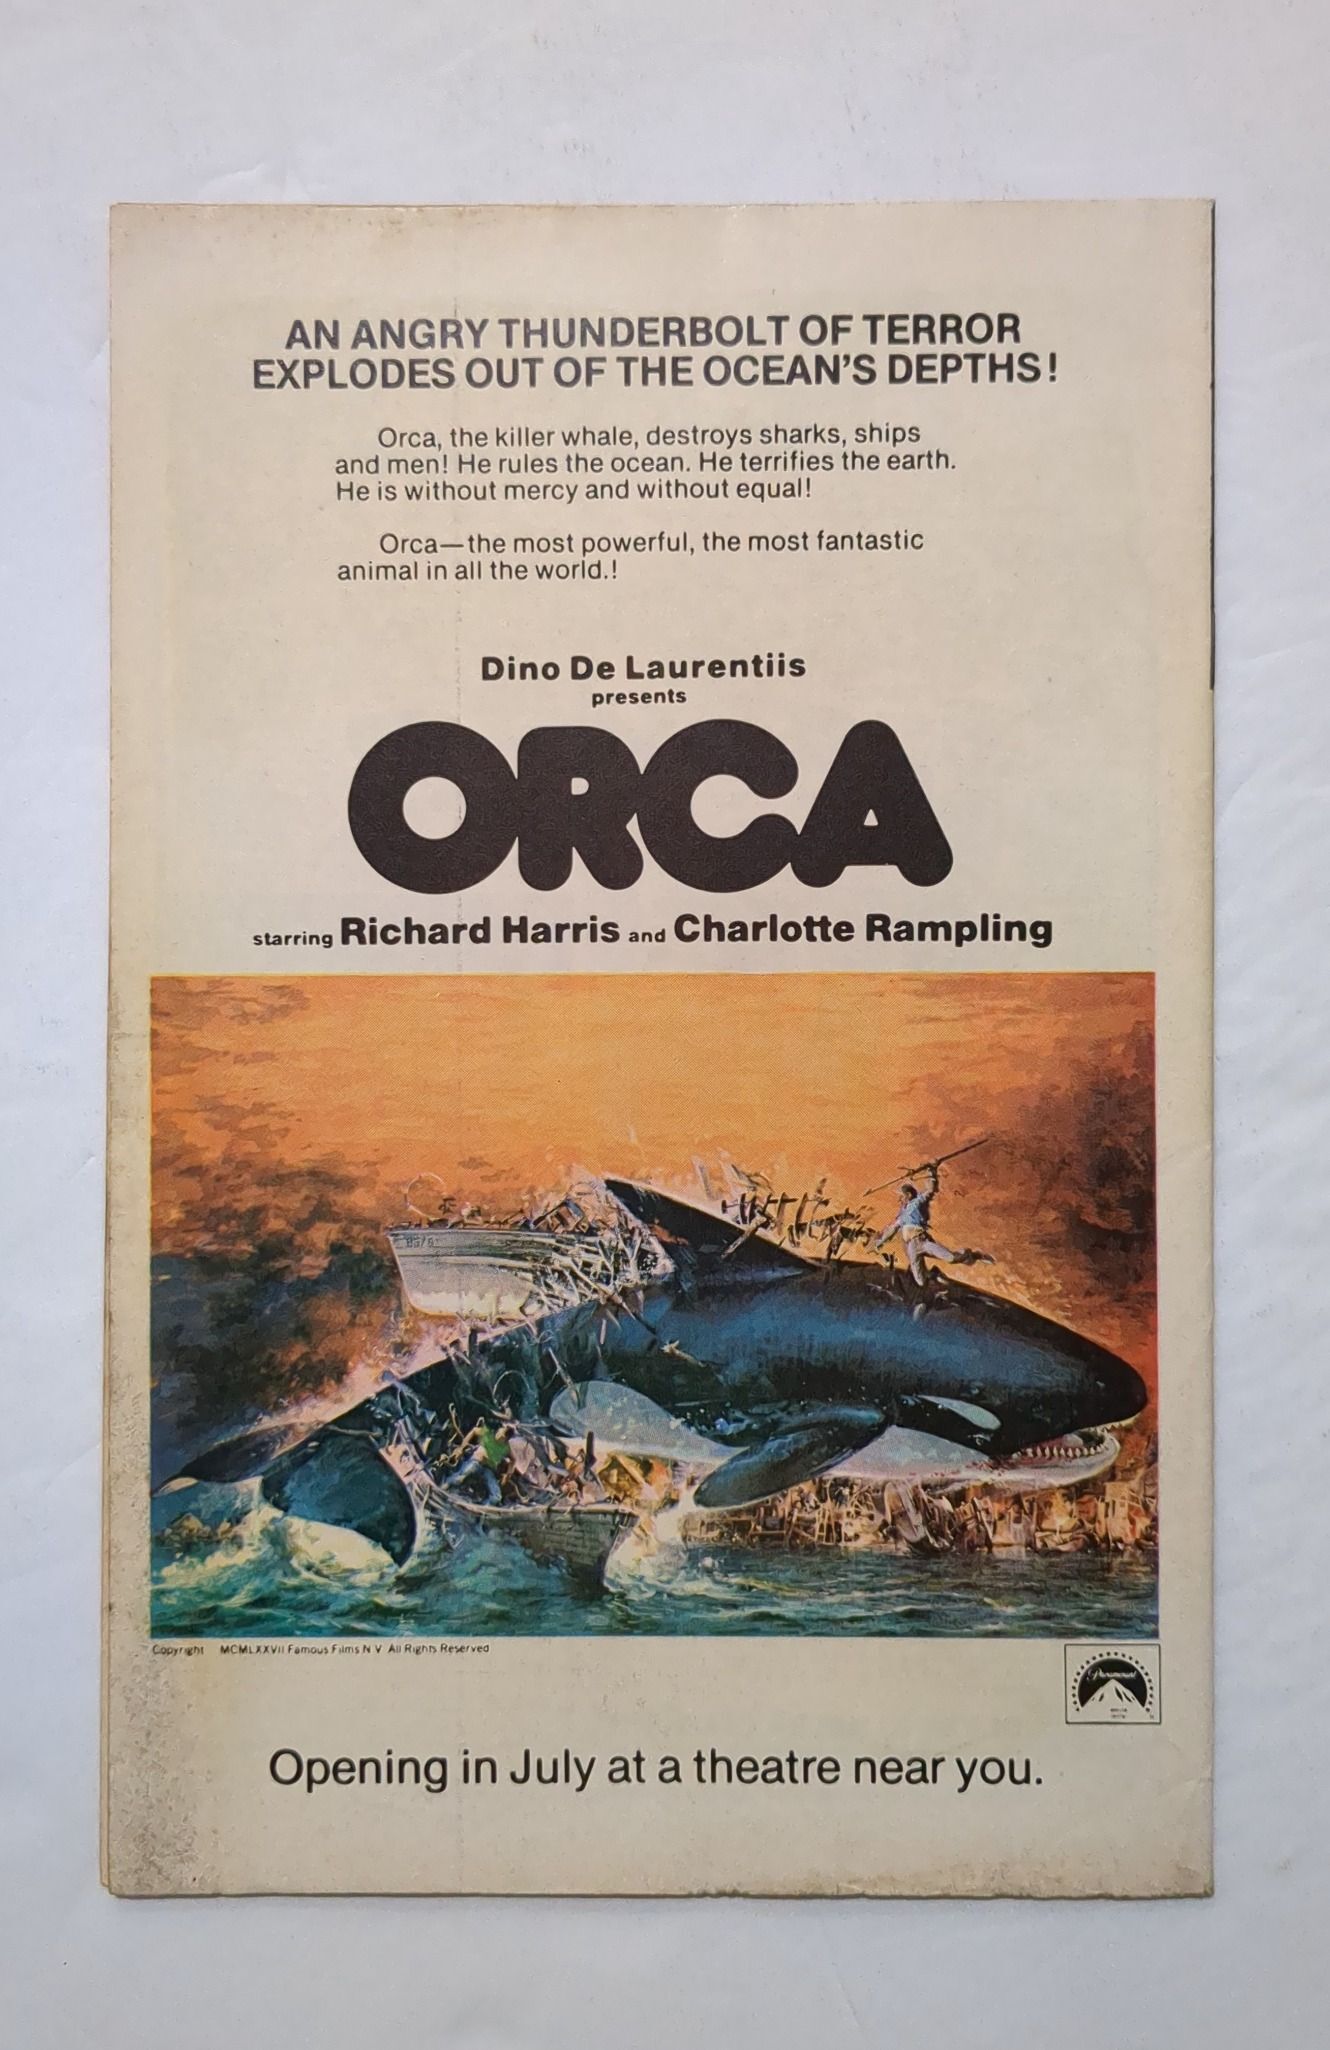 AN ANGRY THUNDERBOLT OF TERROR
EXPLODES OUT OF THE OCEAN'S DEPTHS!
Orca, the killer whale, destroys sharks, ships
and men! He rules the ocean. He terrifies the earth.
He is without mercy and without equal!
Orca—the most powerful, the most fantastic
animal in all the world.!
Dino De Laurentiis
presents
ORCA
starring Richard Harris and Charlotte Rampling
Copyright MCMLXXVII Famous Films N V All Rights Reserved
Paramount
Opening in July at a theatre near you.